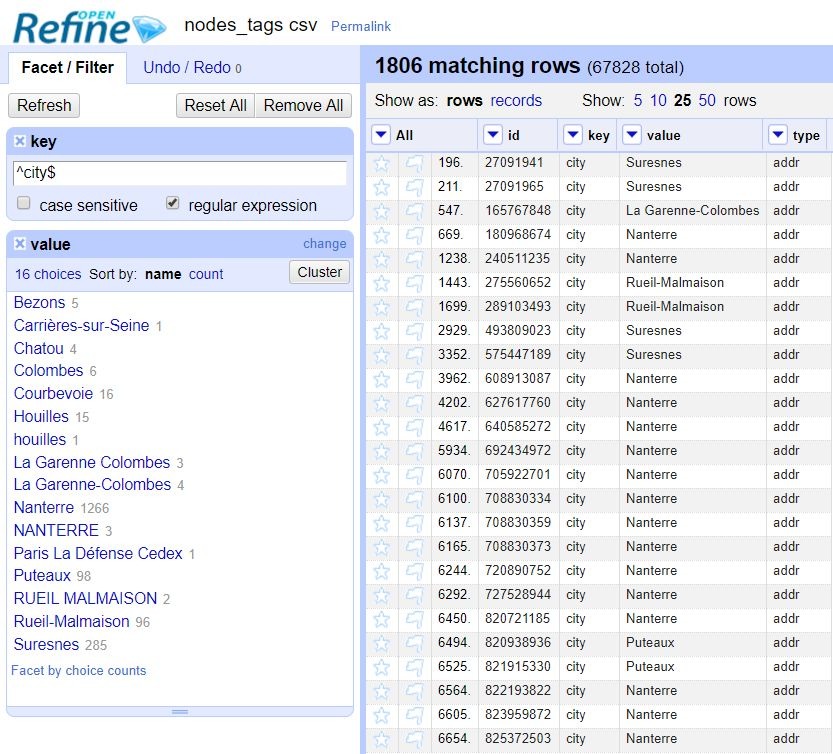 OPEN
Refine
nodes_tags csv Permalink
Facet / Filter Undo / Redo 0
Refresh Reset All Remove All
key
^city$
case sensitive regular expression
value change
16 choices Sort by: name count Cluster
Bezons 5
Carrières-sur-Seine 1
Chatou 4
Colombes 6
Courbevoie 16
Houilles 15
houilles 1
La Garenne Colombes 3
La Garenne-Colombes 4
Nanterre 1266
NANTERRE 3
Paris La Défense Cedex 1
Puteaux 98
RUEIL MALMAISON 2
Rueil-Malmaison 96
Suresnes 285
Facet by choice counts
1806 matching rows (67828 total)
Show as: rows records Show: 5 10 25 50 rows
All id key value type
196. 27091941 city Suresnes addr
211. 27091965 city Suresnes addr
547. 165767848 city La Garenne-Colombes addr
669. 180968674 city Nanterre addr
1238. 240511235 city Nanterre addr
1443. 275560652 city Rueil-Malmaison addr
1699. 289103493 city Rueil-Malmaison addr
2929. 493809023 city Suresnes addr
3352. 575447189 city Suresnes addr
3962. 608913087 city Nanterre addr
4202. 627617760 city Nanterre addr
4617. 640585272 city Nanterre addr
5934. 692434972 city Nanterre addr
6070. 705922701 city Nanterre addr
6100. 708830334 city Nanterre addr
6137. 708830359 city Nanterre addr
6165. 708830373 city Nanterre addr
6244. 720890752 city Nanterre addr
6292. 727528944 city Nanterre addr
6450. 820721185 city Nanterre addr
6494. 820938936 city Puteaux addr
6525. 821915330 city Puteaux addr
6564. 822193822 city Nanterre addr
6605. 823959872 city Nanterre addr
6654. 825372503 city Nanterre addr